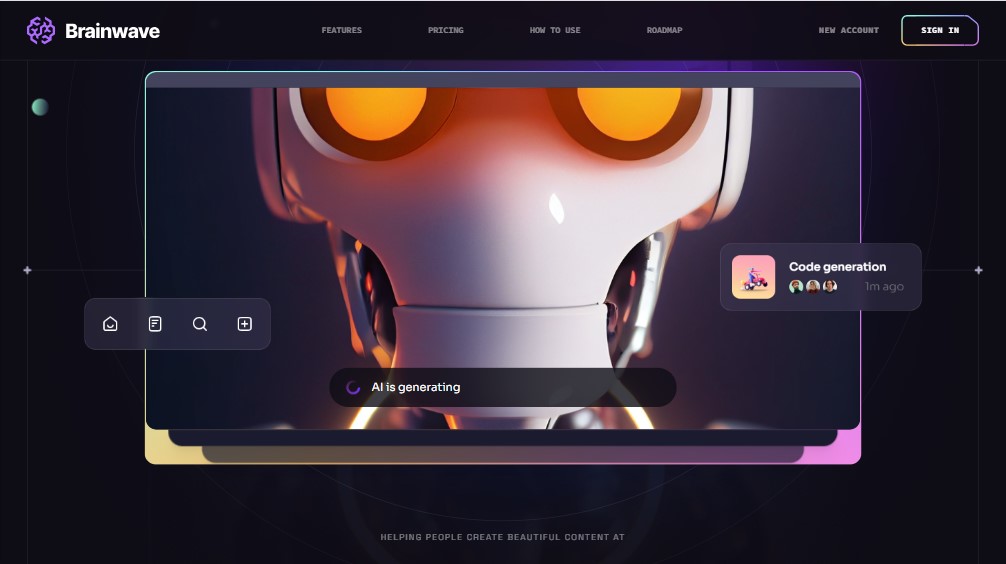 Brainwave
FEATURES
PRICING
HOW TO USE
ROADMAP
NEW ACCOUNT
SIGN IN
Code generation
1m ago
AI is generating
HELPING PEOPLE CREATE BEAUTIFUL CONTENT AT